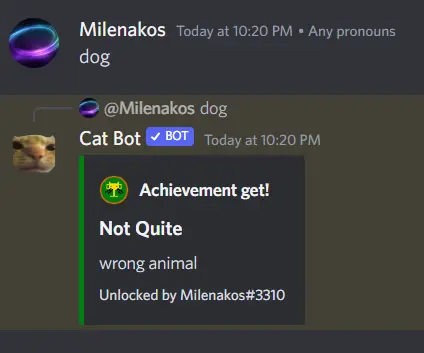 Milenakos Today at 10:20 PM • Any pronouns
dog
@Milenakos dog
Cat Bot ✓ BOT Today at 10:20 PM
Achievement get!
Not Quite
wrong animal
Unlocked by Milenakos#3310